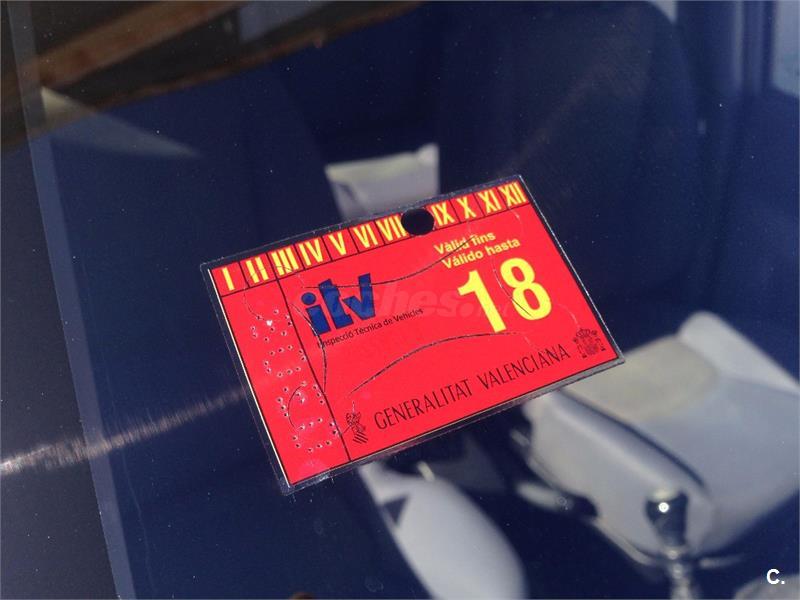 I II III IV V VI VII IX X XI XII
Vàlid fins
Válido hasta
18
itv
Inspecció Tècnica de Vehicles
GENERALITAT VALENCIANA
C.